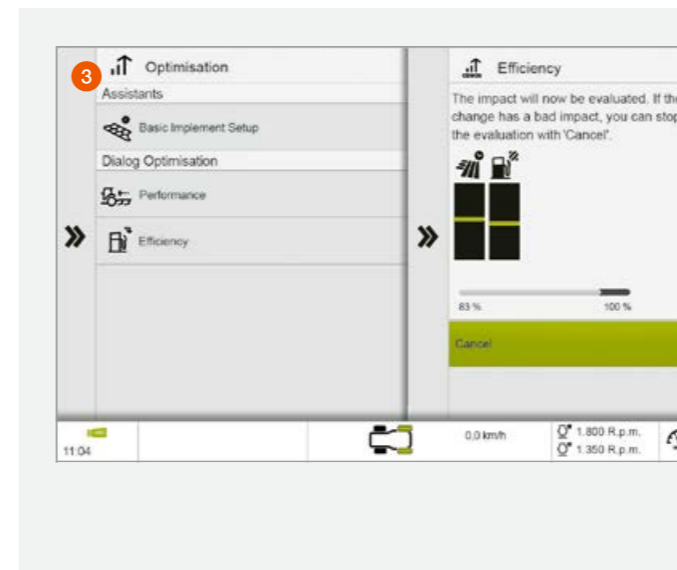 3
Optimisation
Assistants
Basic Implement Setup
Dialog Optimisation
Performance
Efficiency
Efficiency
The impact will now be evaluated. If the
change has a bad impact, you can stop
the evaluation with 'Cancel'.
83 %
100 %
Cancel
11:04
0,0 km/h
1.800 R.p.m.
1.350 R.p.m.